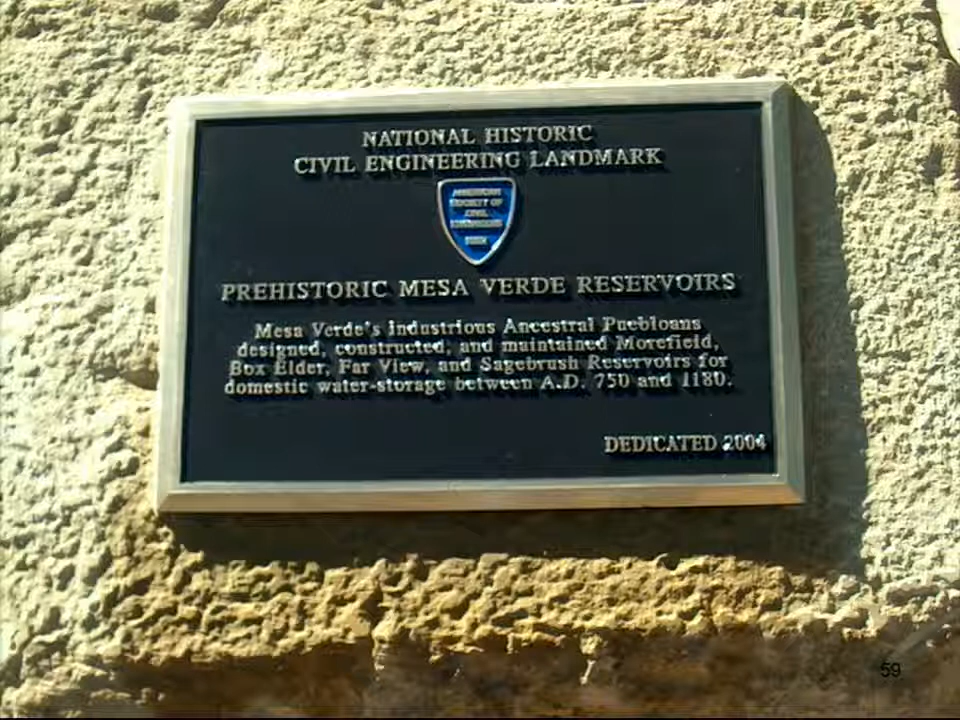 NATIONAL HISTORIC
CIVIL ENGINEERING LANDMARK
AMERICAN
SOCIETY OF
CIVIL
ENGINEERS
PREHISTORIC MESA VERDE RESERVOIRS
Mesa Verde's industrious Ancestral Puebloans
designed, constructed, and maintained Morefield,
Box Elder, Far View, and Sagebrush Reservoirs for
domestic water-storage between A.D. 750 and 1180.
DEDICATED 2004
59